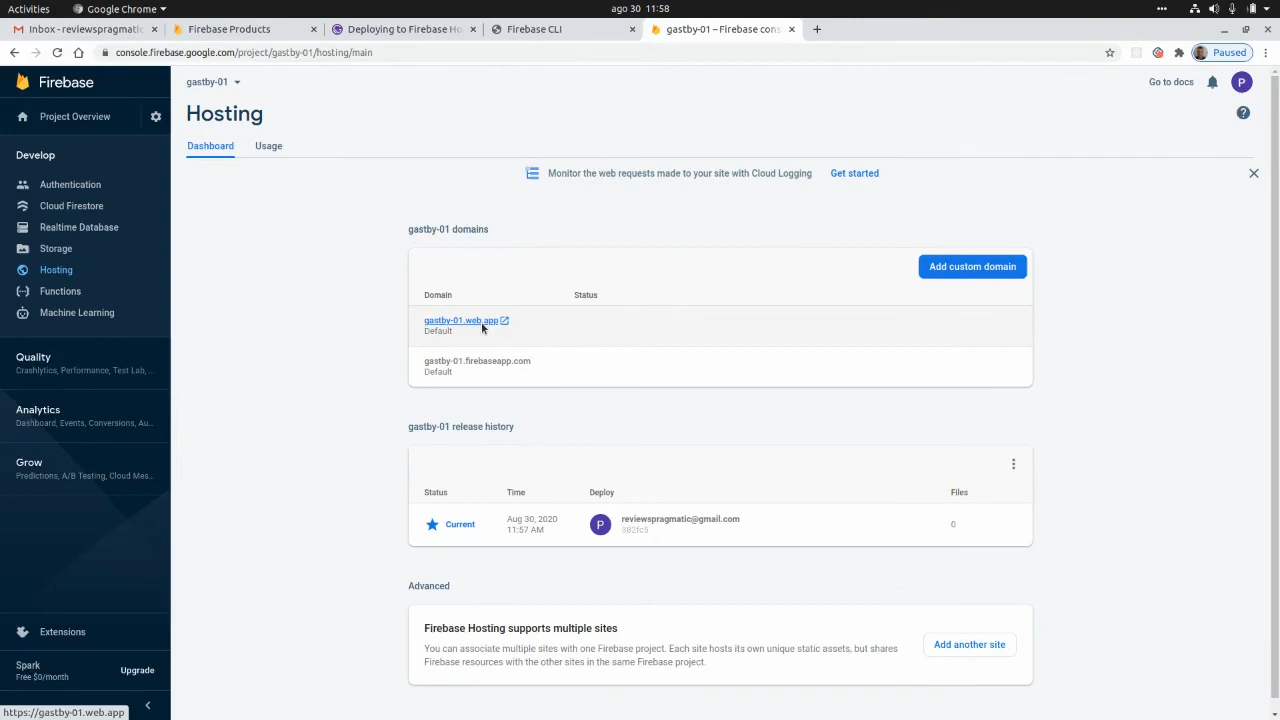 Activities
Google Chrome
ago 30 11:58
Inbox - reviewspragmatic
Firebase Products
Deploying to Firebase Ho
Firebase CLI
gastby-01 – Firebase cons
console.firebase.google.com/project/gastby-01/hosting/main
Paused
Firebase
gastby-01
Go to docs
P
Project Overview
Hosting
Dashboard
Usage
Develop
Monitor the web requests made to your site with Cloud Logging
Get started
Authentication
Cloud Firestore
Realtime Database
Storage
Hosting
Functions
Machine Learning
Quality
Crashlytics, Performance, Test Lab, ...
Analytics
Dashboard, Events, Conversions, Au...
Grow
Predictions, A/B Testing, Cloud Mes...
Extensions
Spark
Free $0/month
Upgrade
https://gastby-01.web.app
gastby-01 domains
Add custom domain
Domain
Status
gastby-01.web.app
Default
gastby-01.firebaseapp.com
Default
gastby-01 release history
Status
Time
Deploy
Files
Current
Aug 30, 2020
11:57 AM
P
reviewspragmatic@gmail.com
382fc5
0
Advanced
Firebase Hosting supports multiple sites
You can associate multiple sites with one Firebase project. Each site hosts its own unique static assets, but shares
Firebase resources with the other sites in the same Firebase project.
Add another site